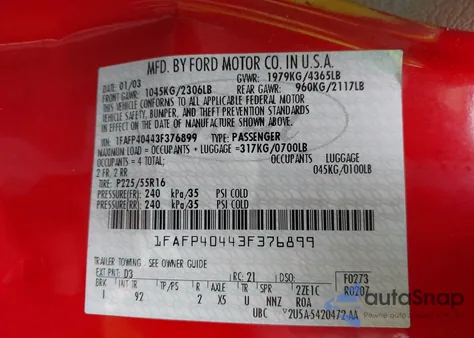 MFD. BY FORD MOTOR CO. IN U.S.A.
DATE: 01/03 GVWR: 1979KG/4365LB
FRONT GAWR: 1045KG/2306LB REAR GAWR: 960KG/2117LB
THIS VEHICLE CONFORMS TO ALL APPLICABLE FEDERAL MOTOR
VEHICLE SAFETY, BUMPER, AND THEFT PREVENTION STANDARDS
IN EFFECT ON THE DATE OF MANUFACTURE SHOWN ABOVE.
VIN: 1FAFP40443F376899 TYPE: PASSENGER
MAXIMUM LOAD = OCCUPANTS + LUGGAGE =317KG/0700LB
OCCUPANTS = 4 TOTAL; OCCUPANTS LUGGAGE
2 FR, 2 RR 045KG/0100LB
TIRE: P225/55R16
PRESSURE(FR): 240 kPa/35 PSI COLD
PRESSURE(RR): 240 kPa/35 PSI COLD
1FAFP40443F376899
TRAILER TOWING - SEE OWNER GUIDE
EXT PNT: D3 RC: 21 DSO: F0273
BRK INT TR TP/PS R AXLE TR SPR R0207
I 92 2 X5 U NNZ 2ZE1C
ROA
UBC 2U5A-5420472-AA
autoSnap